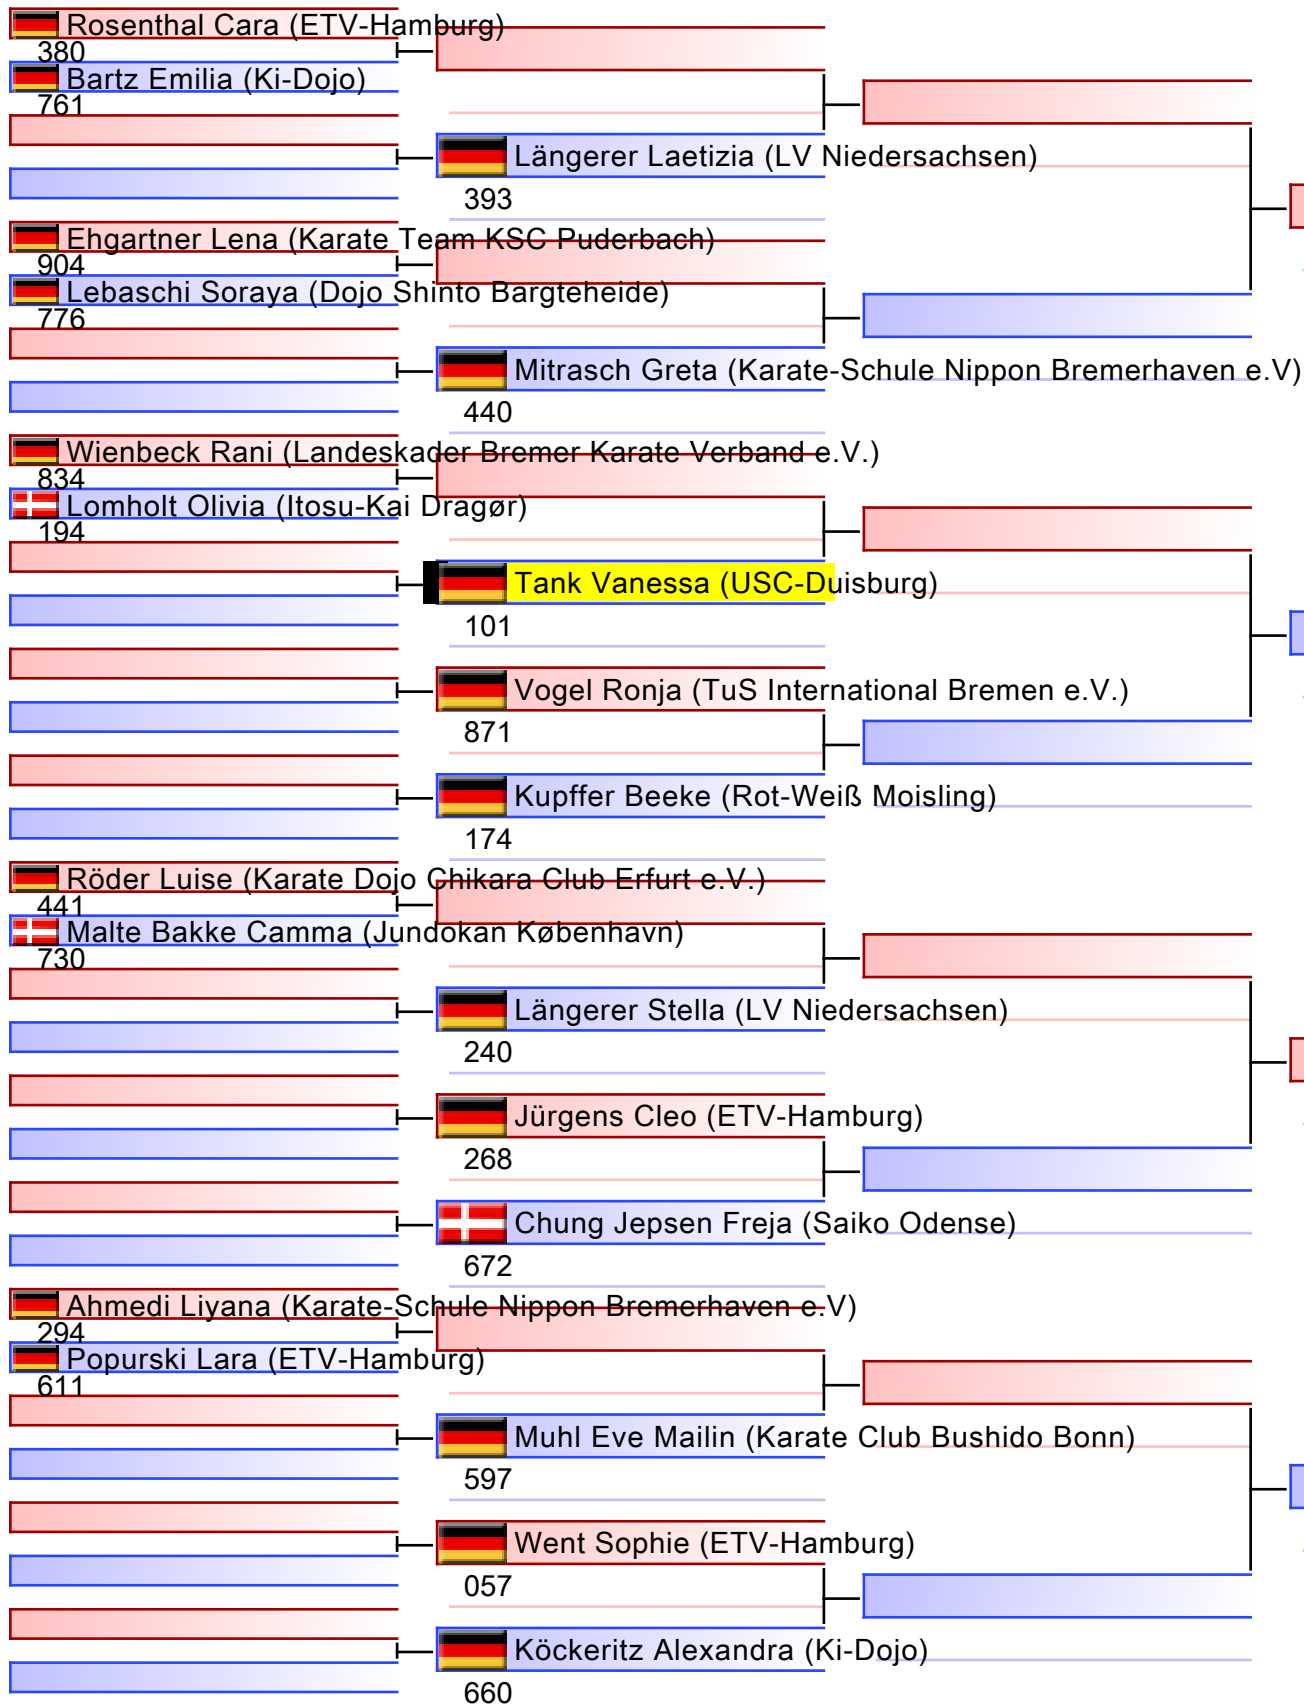 Rosenthal Cara (ETV-Hamburg)
380
Bartz Emilia (Ki-Dojo)
761
Längerer Laetizia (LV Niedersachsen)
393
Ehgartner Lena (Karate Team KSC Puderbach)
904
Lebaschi Soraya (Dojo Shinto Bargteheide)
776
Mitrasch Greta (Karate-Schule Nippon Bremerhaven e.V)
440
Wienbeck Rani (Landeskader Bremer Karate Verband e.V.)
834
Lomholt Olivia (Itosu-Kai Dragør)
194
Tank Vanessa (USC-Duisburg)
101
Vogel Ronja (TuS International Bremen e.V.)
871
Kupffer Beeke (Rot-Weiß Moisling)
174
Röder Luise (Karate Dojo Chikara Club Erfurt e.V.)
441
Malte Bakke Camma (Jundokan København)
730
Längerer Stella (LV Niedersachsen)
240
Jürgens Cleo (ETV-Hamburg)
268
Chung Jepsen Freja (Saiko Odense)
672
Ahmedi Liyana (Karate-Schule Nippon Bremerhaven e.V)
294
Popurski Lara (ETV-Hamburg)
611
Muhl Eve Mailin (Karate Club Bushido Bonn)
597
Went Sophie (ETV-Hamburg)
057
Köckeritz Alexandra (Ki-Dojo)
660